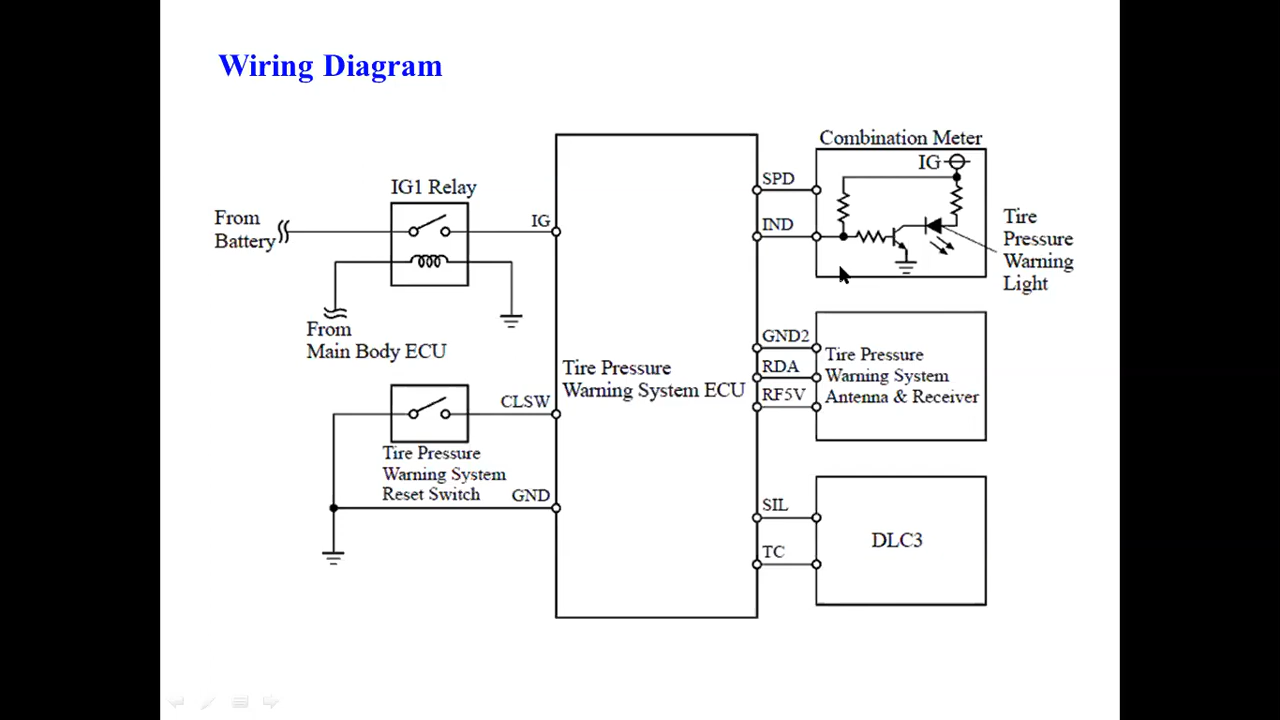 Wiring Diagram
Combination Meter
IG
SPD
IG1 Relay
From
Battery
IG
IND
Tire
Pressure
Warning
Light
From
Main Body ECU
GND2
RDA
RF5V
Tire Pressure
Warning System
Antenna & Receiver
Tire Pressure
Warning System ECU
CLSW
Tire Pressure
Warning System
Reset Switch
GND
SIL
TC
DLC3